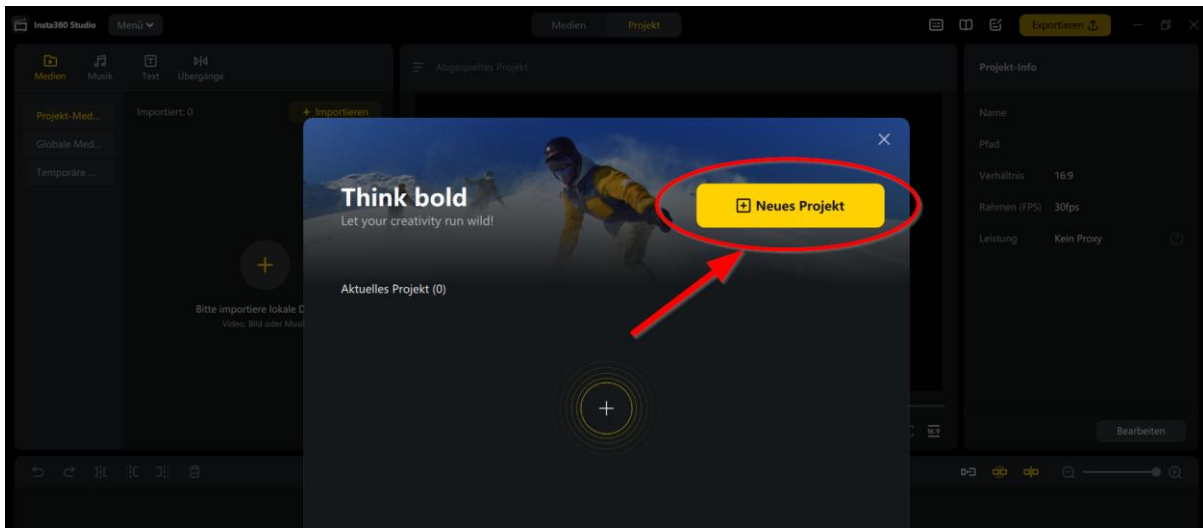 Insta360 Studio Menü Medien Projekt Exportieren
Medien Musik Text Übergänge
Abgespieltes Projekt
Projekt-Info
Projekt-Med...
Importiert: 0
+ Importieren
Globale Med...
Temporäre ...
Name
Pfad
Verhältnis 16:9
Rahmen (FPS) 30fps
Leistung Kein Proxy
Think bold
Let your creativity run wild!
Neues Projekt
Aktuelles Projekt (0)
Bitte importiere lokale D
Video, Bild oder Musi
16:9
Bearbeiten